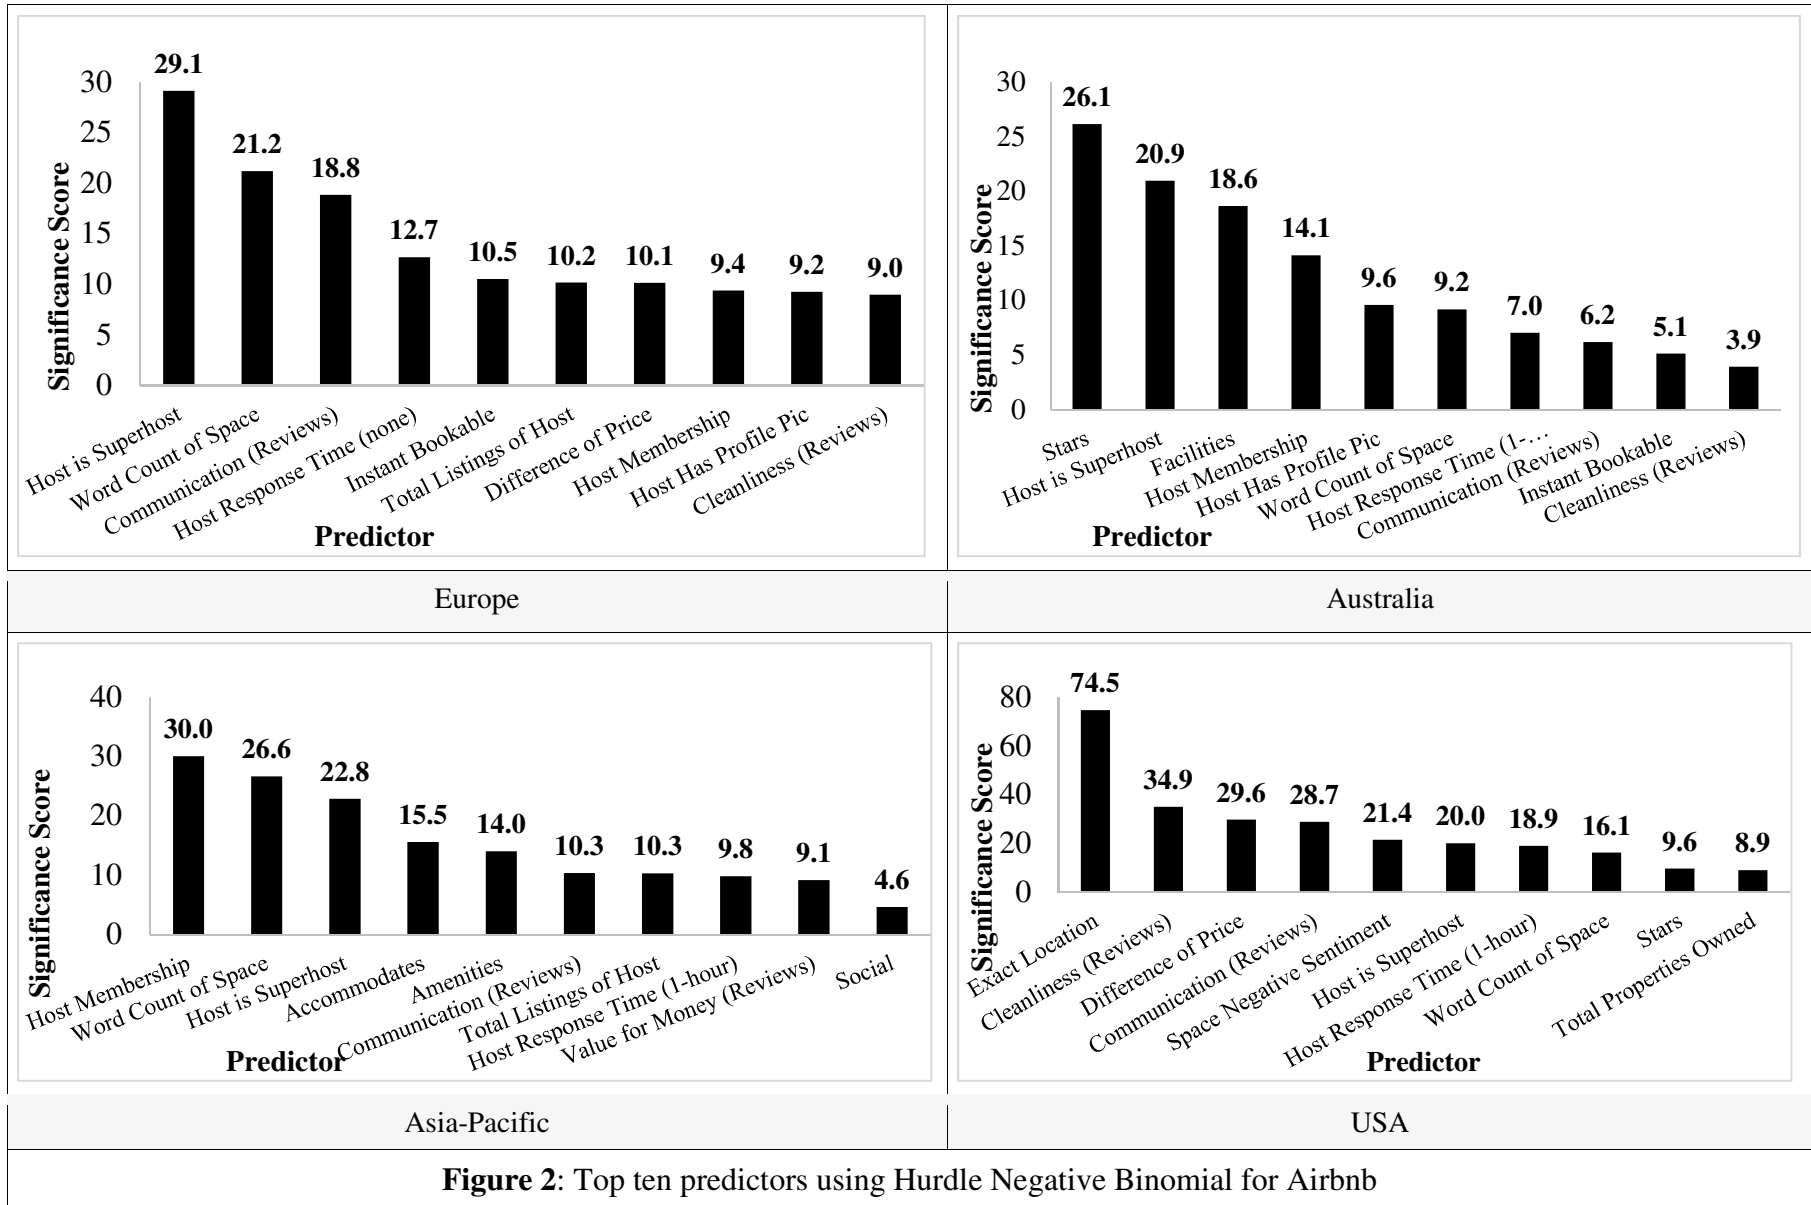 29.1
21.2
18.8
12.7
10.5
10.2
10.1
9.4
9.2
9.0
30
25
20
15
10
5
0
Significance Score
Host is Superhost
Word Count of Space
Communication (Reviews)
Host Response Time (none)
Instant Bookable
Total Listings of Host
Difference of Price
Host Membership
Host Has Profile Pic
Cleanliness (Reviews)
Predictor
26.1
20.9
18.6
14.1
9.6
9.2
7.0
6.2
5.1
3.9
30
25
20
15
10
5
0
Significance Score
Stars
Host is Superhost
Facilities
Host Membership
Host Has Profile Pic
Word Count of Space
Host Response Time (1-…
Communication (Reviews)
Instant Bookable
Cleanliness (Reviews)
Predictor
Europe
Australia
30.0
26.6
22.8
15.5
14.0
10.3
10.3
9.8
9.1
4.6
40
30
20
10
0
Significance Score
Host Membership
Word Count of Space
Host is Superhost
Accommodates
Amenities
Communication (Reviews)
Total Listings of Host
Host Response Time (1-hour)
Value for Money (Reviews)
Social
Predictor
74.5
34.9
29.6
28.7
21.4
20.0
18.9
16.1
9.6
8.9
80
60
40
20
0
Significance Score
Exact Location
Cleanliness (Reviews)
Difference of Price
Communication (Reviews)
Space Negative Sentiment
Host is Superhost
Host Response Time (1-hour)
Word Count of Space
Stars
Total Properties Owned
Predictor
Asia-Pacific
USA
Figure 2: Top ten predictors using Hurdle Negative Binomial for Airbnb